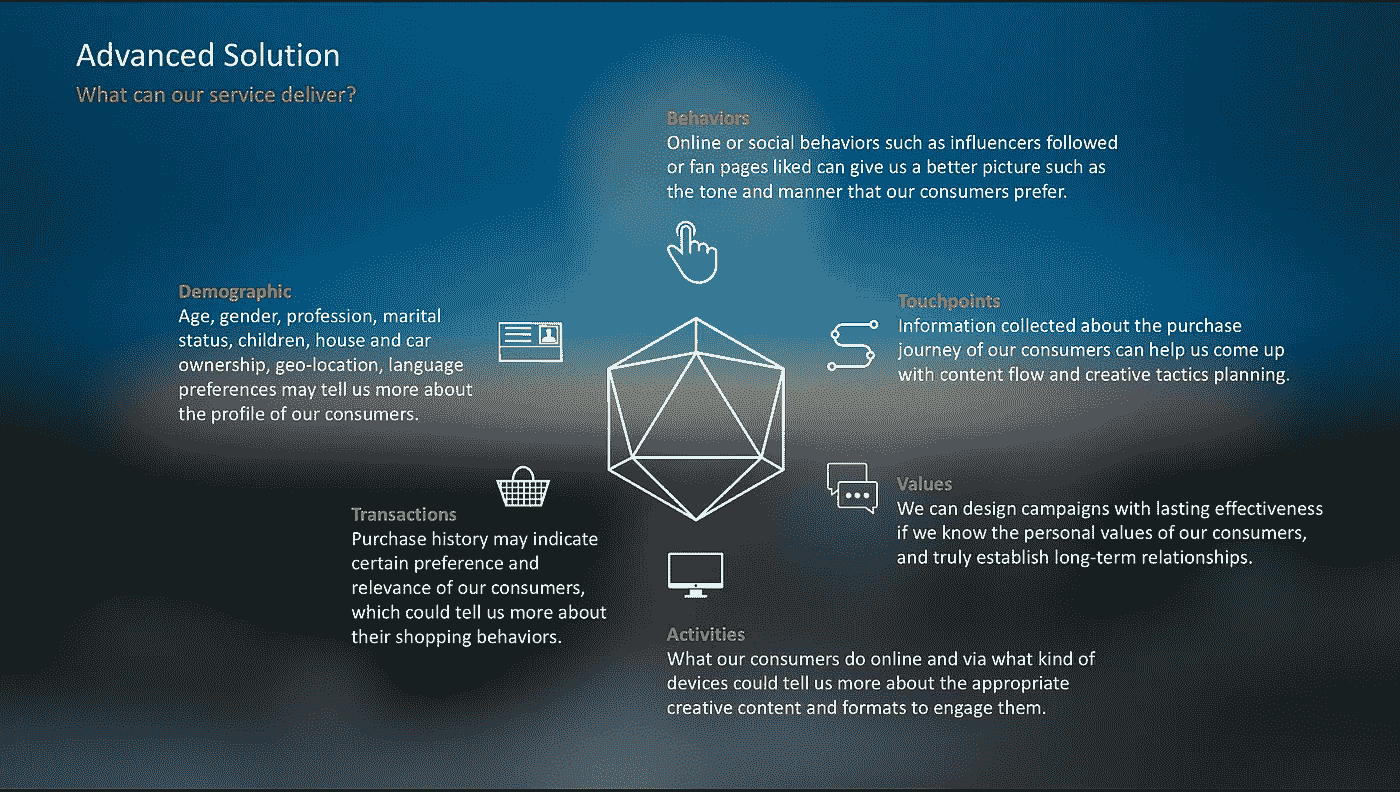 Advanced Solution
What can our service deliver?
Behaviors
Online or social behaviors such as influencers followed
or fan pages liked can give us a better picture such as
the tone and manner that our consumers prefer.
Demographic
Age, gender, profession, marital
status, children, house and car
ownership, geo-location, language
preferences may tell us more about
the profile of our consumers.
Touchpoints
Information collected about the purchase
journey of our consumers can help us come up
with content flow and creative tactics planning.
Transactions
Purchase history may indicate
certain preference and
relevance of our consumers,
which could tell us more about
their shopping behaviors.
Values
We can design campaigns with lasting effectiveness
if we know the personal values of our consumers,
and truly establish long-term relationships.
Activities
What our consumers do online and via what kind of
devices could tell us more about the appropriate
creative content and formats to engage them.